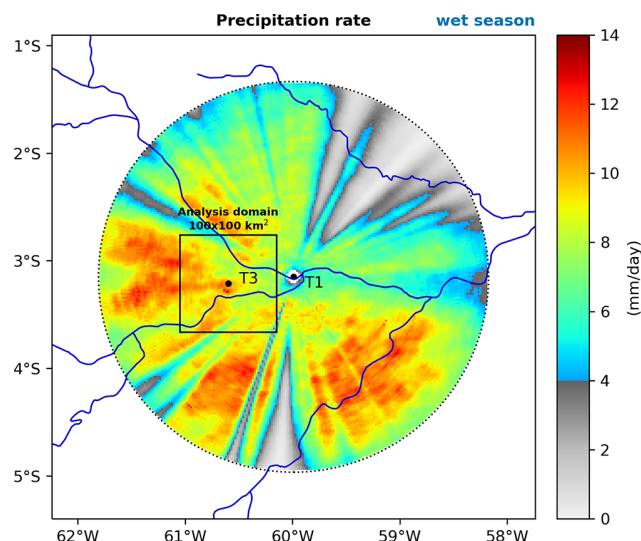 Precipitation rate wet season
1°S
2°S
3°S
4°S
5°S
62°W 61°W 60°W 59°W 58°W
Analysis domain
100x100 km²
T3
T1
14
12
10
8
6
4
2
0
(mm/day)